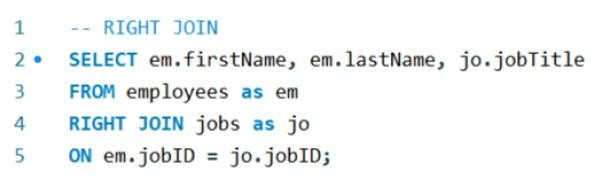 1 -- RIGHT JOIN
2 • SELECT em.firstName, em.lastName, jo.jobTitle
3 FROM employees as em
4 RIGHT JOIN jobs as jo
5 ON em.jobID = jo.jobID;